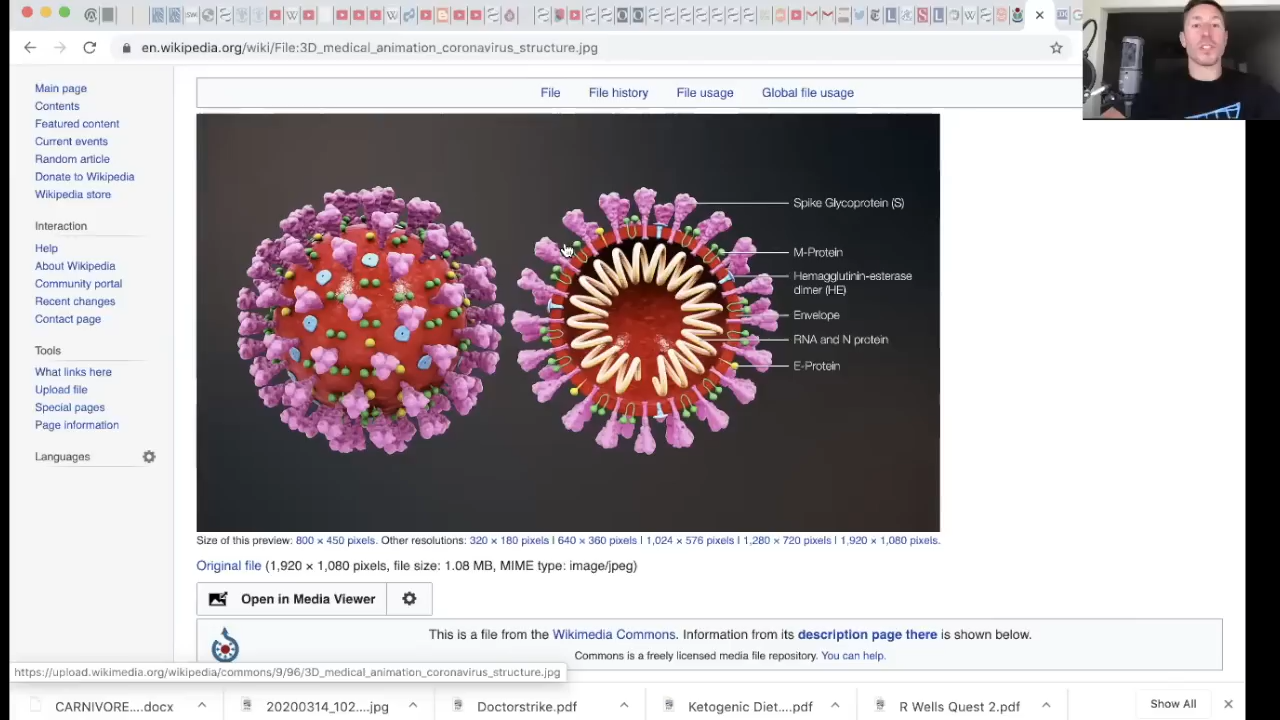 en.wikipedia.org/wiki/File:3D_medical_animation_coronavirus_structure.jpg
Main page
Contents
Featured content
Current events
Random article
Donate to Wikipedia
Wikipedia store
Interaction
Help
About Wikipedia
Community portal
Recent changes
Contact page
Tools
What links here
Upload file
Special pages
Page information
Languages
File File history File usage Global file usage
Spike Glycoprotein (S)
M-Protein
Hemagglutinin-esterase
dimer (HE)
Envelope
RNA and N protein
E-Protein
Size of this preview: 800 × 450 pixels. Other resolutions: 320 × 180 pixels | 640 × 360 pixels | 1,024 × 576 pixels | 1,280 × 720 pixels | 1,920 × 1,080 pixels.
Original file (1,920 × 1,080 pixels, file size: 1.08 MB, MIME type: image/jpeg)
Open in Media Viewer
This is a file from the Wikimedia Commons. Information from its description page there is shown below.
Commons is a freely licensed media file repository. You can help.
https://upload.wikimedia.org/wikipedia/commons/9/96/3D_medical_animation_coronavirus_structure.jpg
CARNIVORE....docx 20200314_102....jpg Doctorstrike.pdf Ketogenic Diet....pdf R Wells Quest 2.pdf Show All